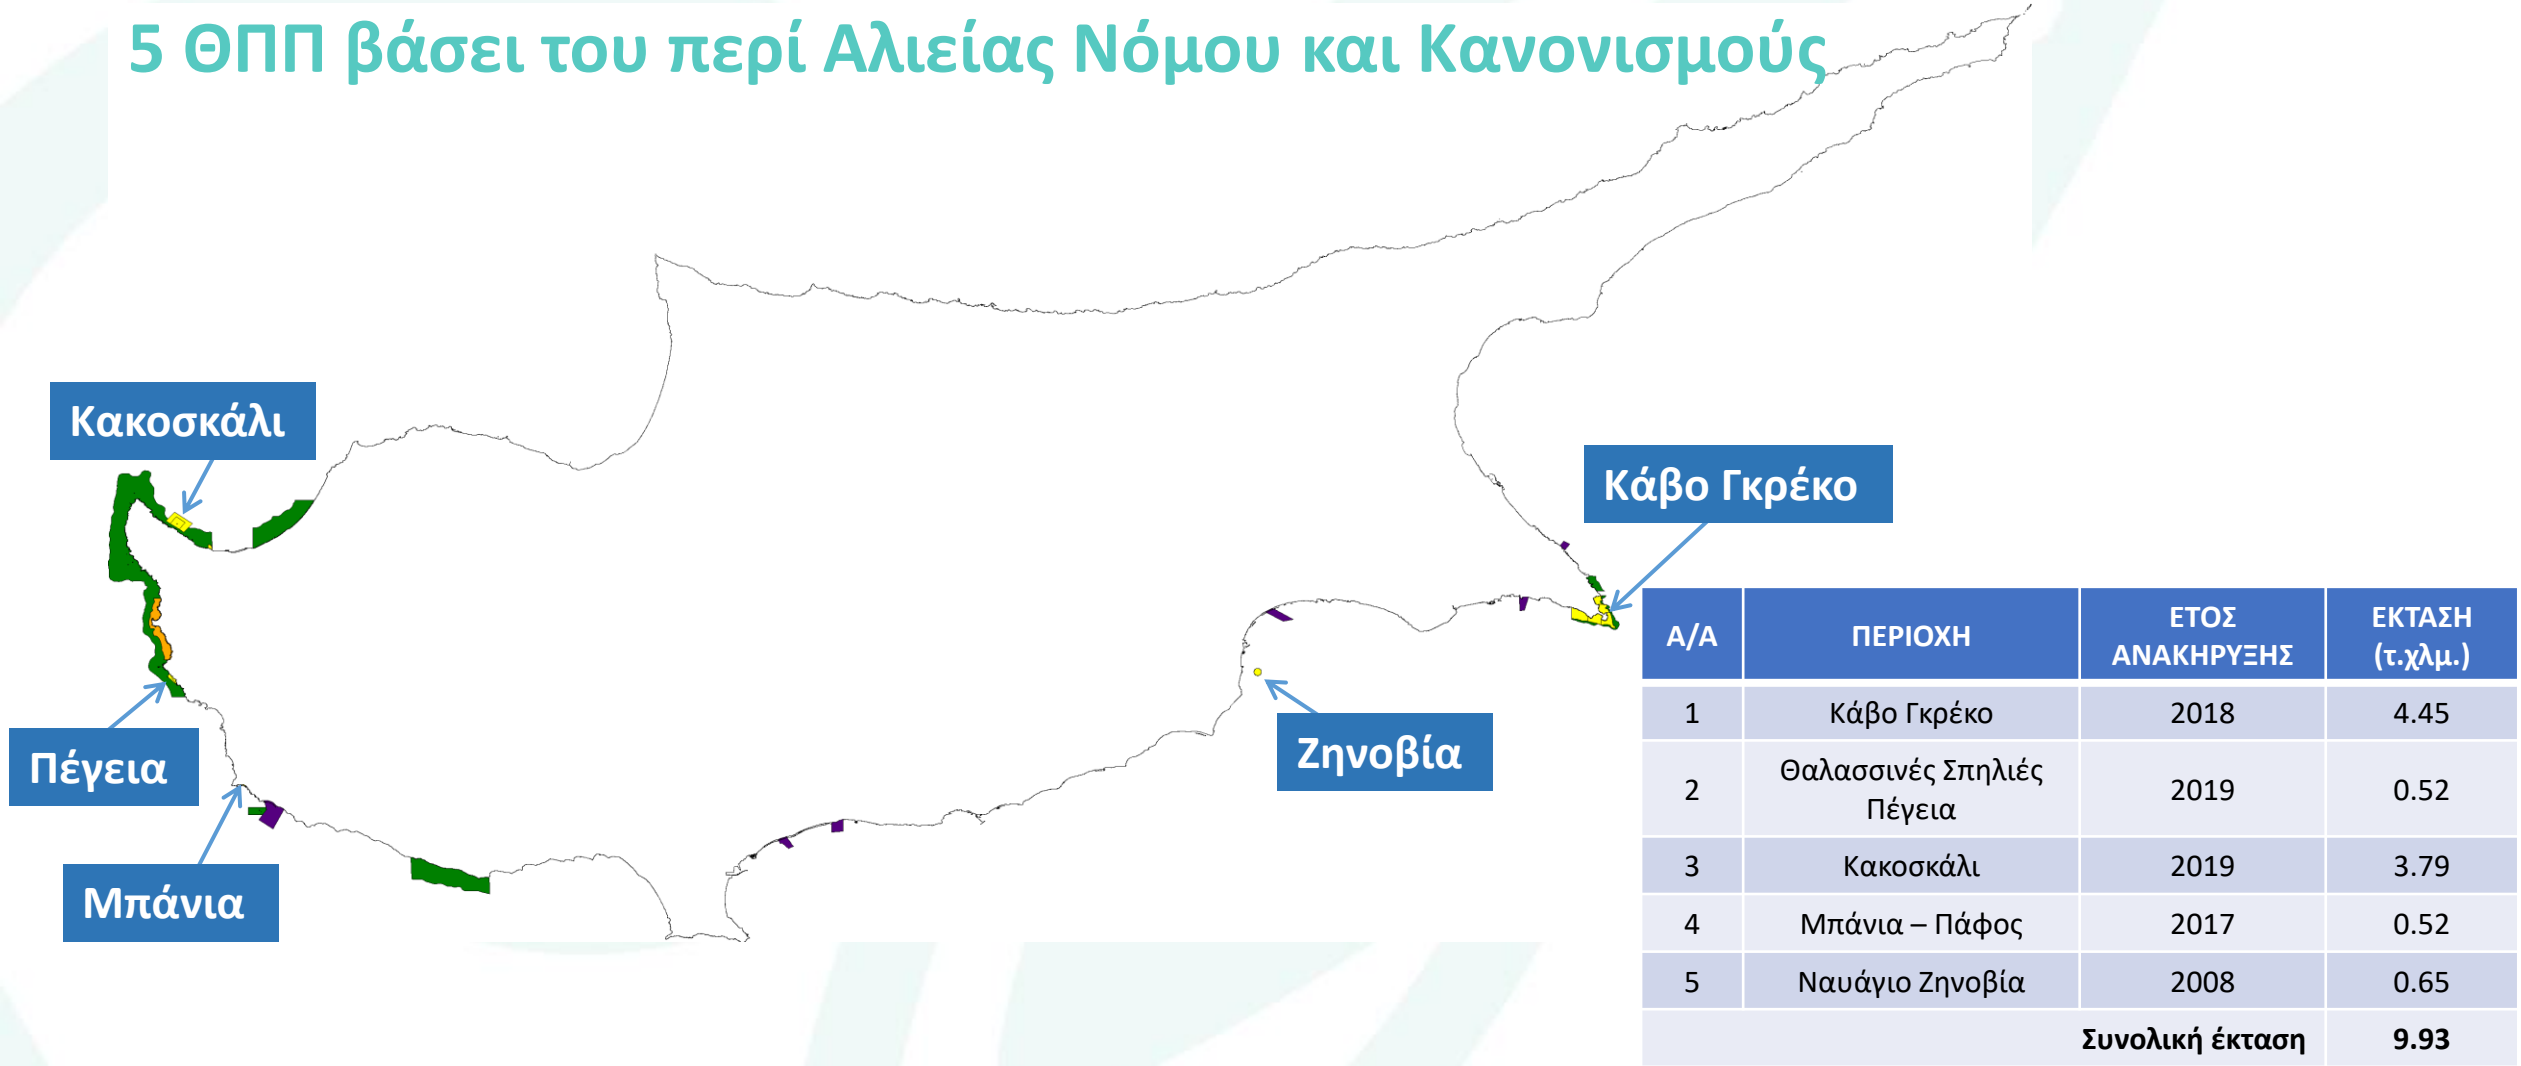 5 ΘΠΠ βάσει του περί Αλιείας Νόμου και Κανονισμούς
Κακοσκάλι
Κάβο Γκρέκο
Πέγεια
Ζηνοβία
Μπάνια
Α/Α ΠΕΡΙΟΧΗ ΕΤΟΣ ΑΝΑΚΗΡΥΞΗΣ ΕΚΤΑΣΗ (τ.χλμ.)
1 Κάβο Γκρέκο 2018 4.45
2 Θαλασσινές Σπηλιές Πέγεια 2019 0.52
3 Κακοσκάλι 2019 3.79
4 Μπάνια – Πάφος 2017 0.52
5 Ναυάγιο Ζηνοβία 2008 0.65
Συνολική έκταση 9.93